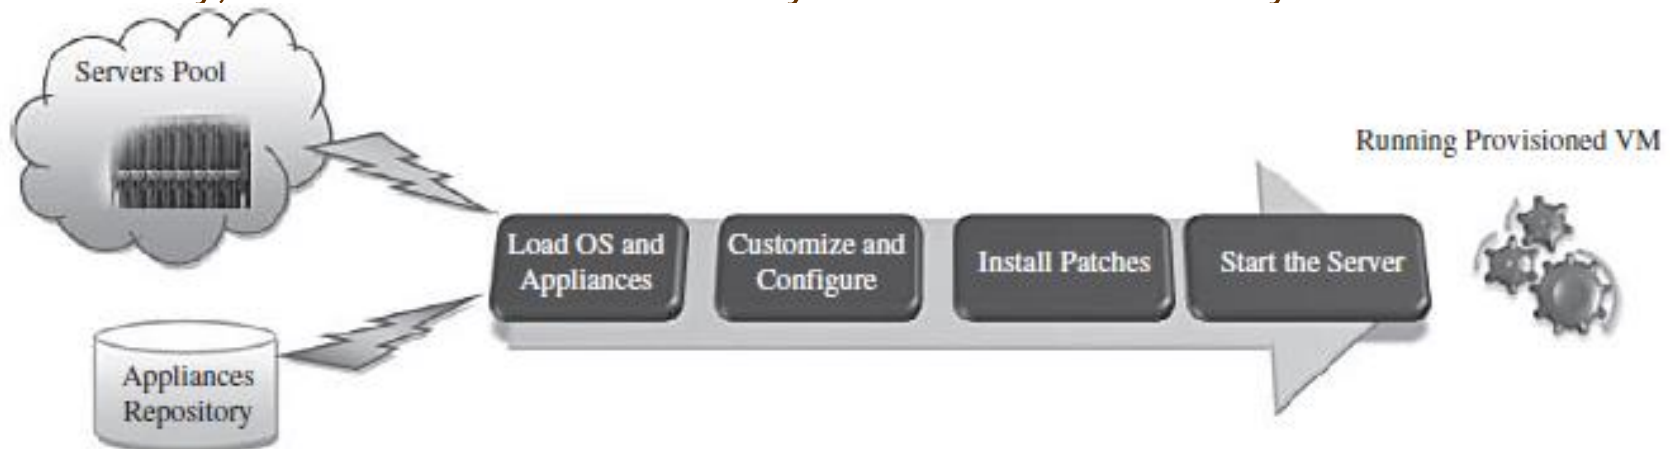 Servers Pool
Appliances
Repository
Load OS and
Appliances
Customize and
Configure
Install Patches
Start the Server
Running Provisioned VM